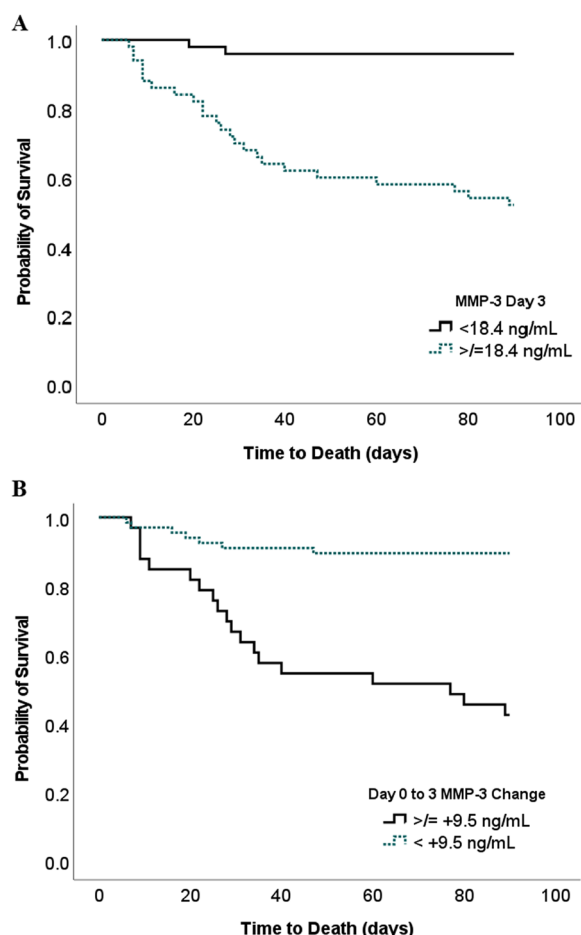 A
1.0
0.8
0.6
0.4
0.2
0.0
Probability of Survival
MMP-3 Day 3
<18.4 ng/mL
>/=18.4 ng/mL
0 20 40 60 80 100
Time to Death (days)
B
1.0
0.8
0.6
0.4
0.2
0.0
Probability of Survival
Day 0 to 3 MMP-3 Change
>/= +9.5 ng/mL
< +9.5 ng/mL
0 20 40 60 80 100
Time to Death (days)